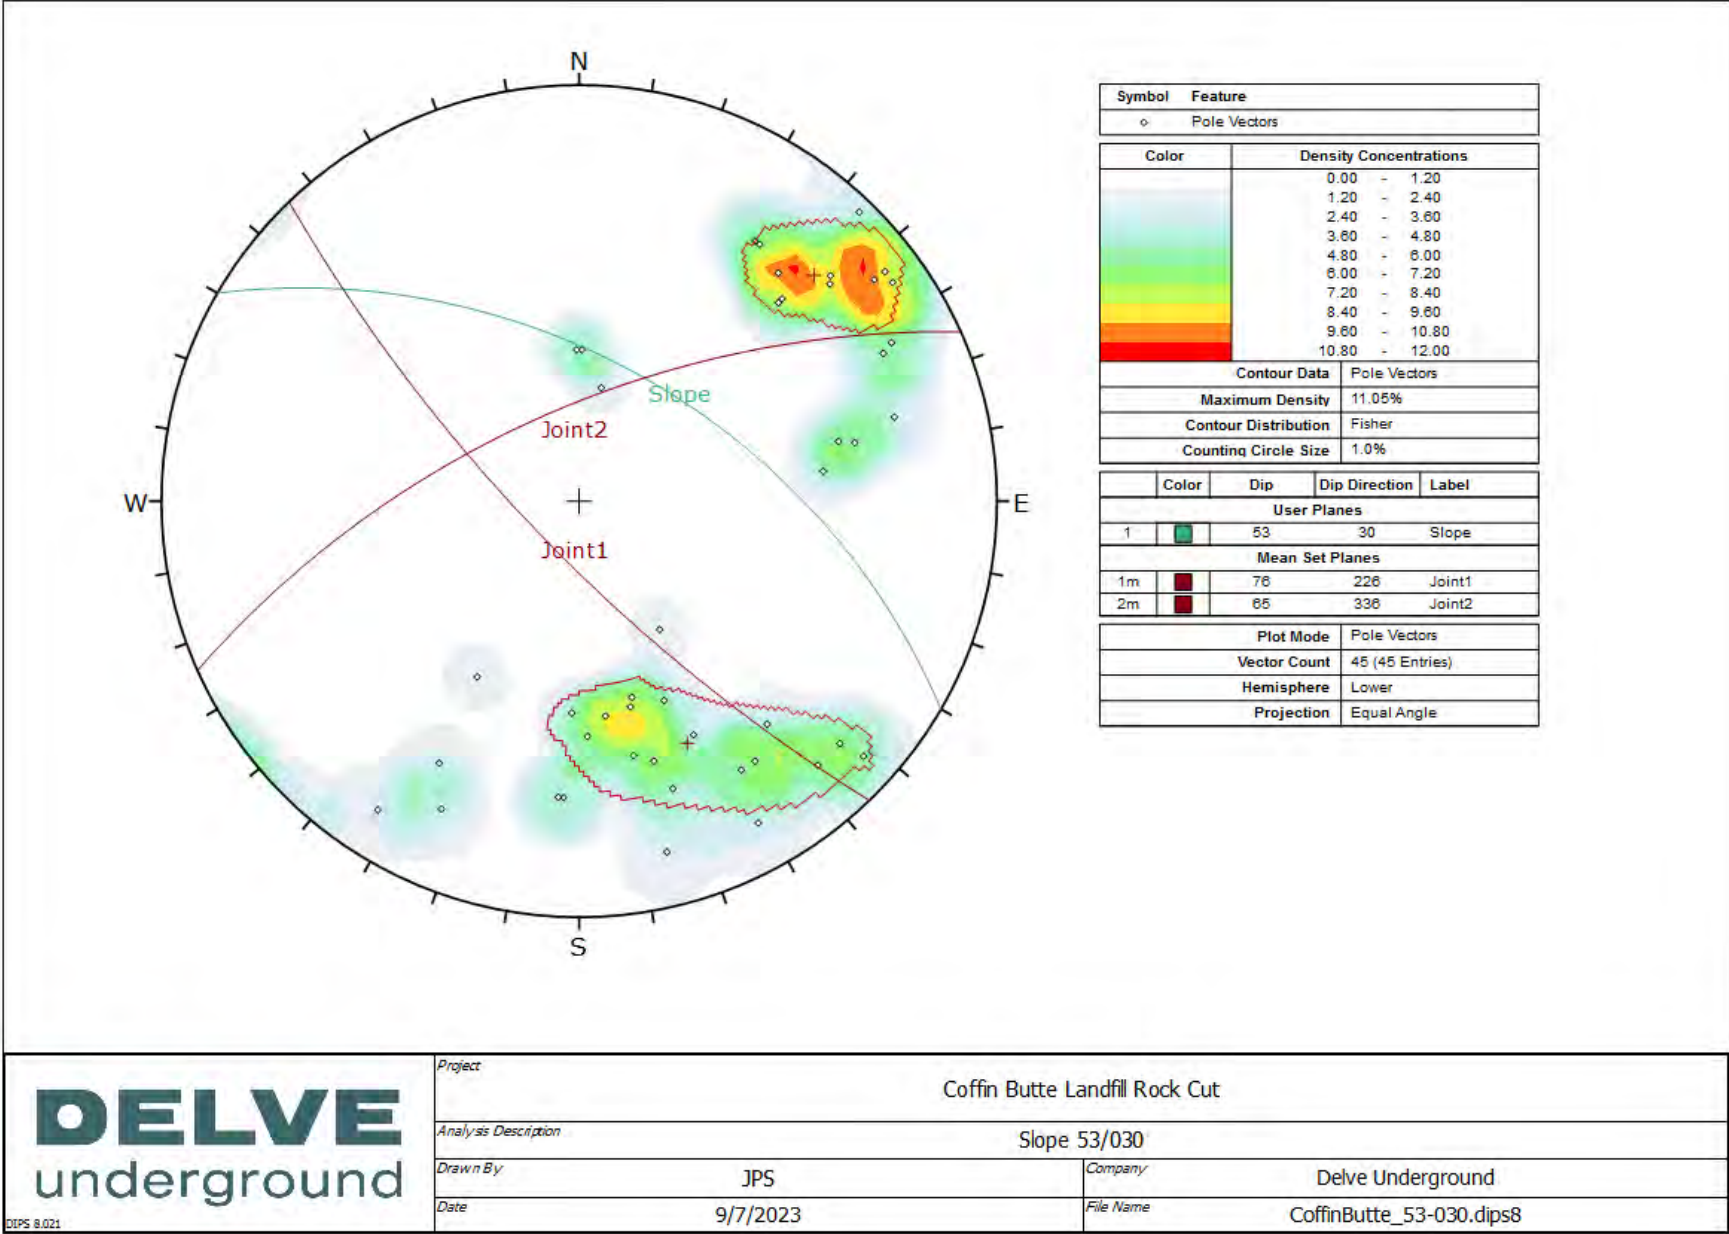 N
W
E
S
Slope
Joint2
Joint1
Symbol Feature
Pole Vectors
Color Density Concentrations
0.00 - 1.20
1.20 - 2.40
2.40 - 3.60
3.60 - 4.80
4.80 - 6.00
6.00 - 7.20
7.20 - 8.40
8.40 - 9.60
9.60 - 10.80
10.80 - 12.00
Contour Data Pole Vectors
Maximum Density 11.05%
Contour Distribution Fisher
Counting Circle Size 1.0%
Color Dip Dip Direction Label
User Planes
1 53 30 Slope
Mean Set Planes
1m 76 226 Joint1
2m 65 336 Joint2
Plot Mode Pole Vectors
Vector Count 45 (45 Entries)
Hemisphere Lower
Projection Equal Angle
DELVE
underground
DIPS 8.021
Project
Coffin Butte Landfill Rock Cut
Analysis Description
Slope 53/030
Drawn By JPS Company Delve Underground
Date 9/7/2023 File Name CoffinButte_53-030.dips8